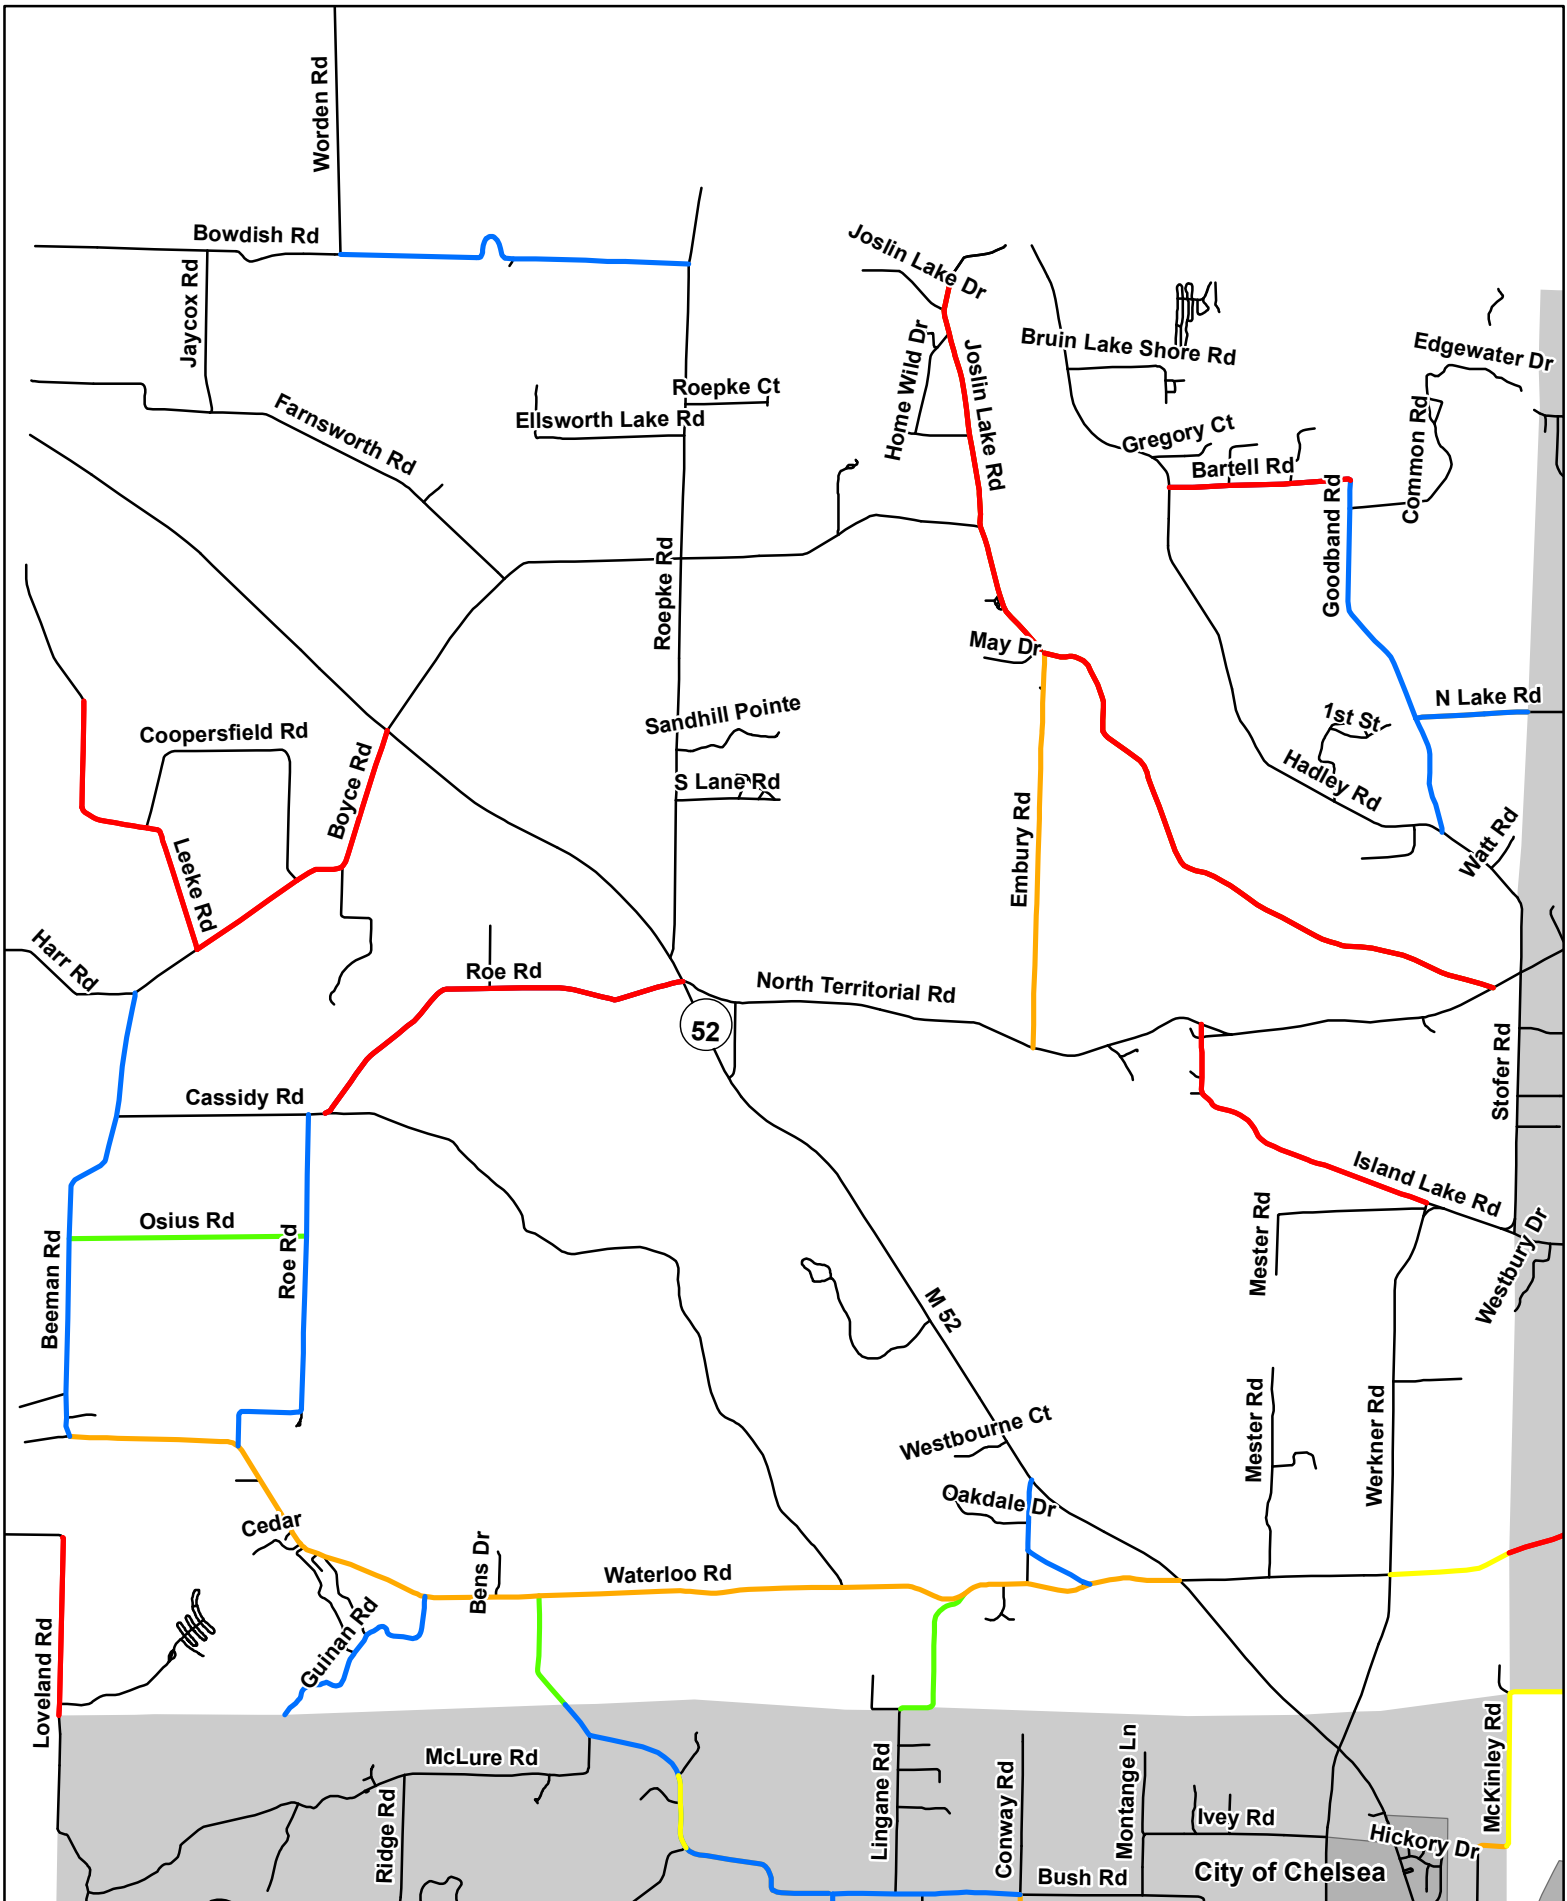 Worden Rd
Bowdish Rd
Jaycox Rd
Joslin Lake Dr
Home Wild Dr
Joslin Lake Rd
Bruin Lake Shore Rd
Edgewater Dr
Roepke Ct
Ellsworth Lake Rd
Farnsworth Rd
Gregory Ct
Bartell Rd
Common Rd
Goodband Rd
Roepke Rd
May Dr
N Lake Rd
Sandhill Pointe
1st St
Coopersfield Rd
Boyce Rd
S Lane Rd
Hadley Rd
Embury Rd
Watt Rd
Leeke Rd
Harr Rd
Roe Rd
North Territorial Rd
52
Stofer Rd
Cassidy Rd
Island Lake Rd
Osius Rd
Mester Rd
Roe Rd
Beeman Rd
Westbury Dr
M 52
Westbourne Ct
Mester Rd
Werkner Rd
Oakdale Dr
Cedar
Bens Dr
Waterloo Rd
Guinan Rd
Loveland Rd
McLure Rd
Ridge Rd
Lingane Rd
Conway Rd
Montange Ln
McKinley Rd
Ivey Rd
Hickory Dr
City of Chelsea
Bush Rd